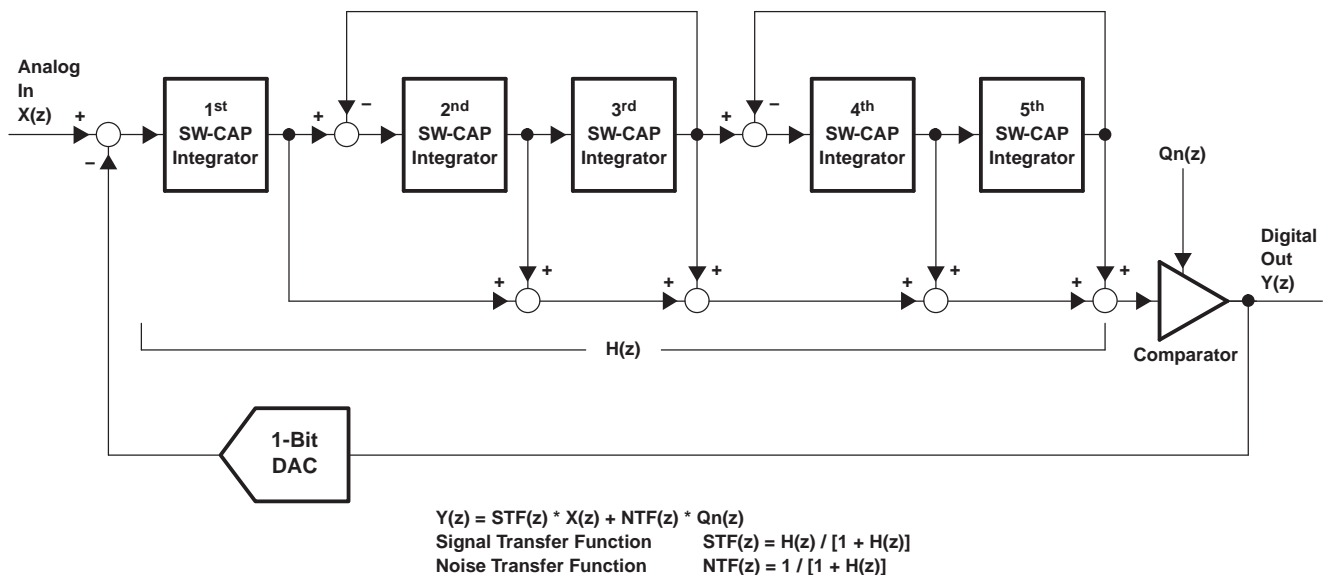 Analog
In
X(z)
+
−
1st
SW-CAP
Integrator
+
−
2nd
SW-CAP
Integrator
3rd
SW-CAP
Integrator
+
−
4th
SW-CAP
Integrator
5th
SW-CAP
Integrator
Qn(z)
Digital
Out
Y(z)
+
+
+
+
+
+
+
+
H(z)
Comparator
1-Bit
DAC
Y(z) = STF(z) * X(z) + NTF(z) * Qn(z)
Signal Transfer Function STF(z) = H(z) / [1 + H(z)]
Noise Transfer Function NTF(z) = 1 / [1 + H(z)]